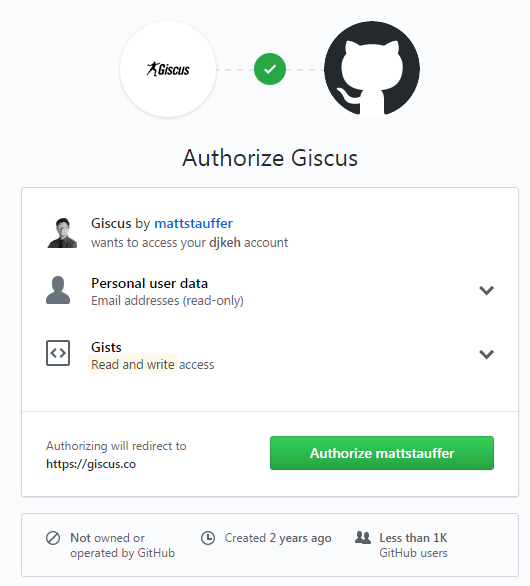 Giscus
Authorize Giscus
Giscus by mattstauffer
wants to access your djkeh account
Personal user data
Email addresses (read-only)
Gists
Read and write access
Authorizing will redirect to
https://giscus.co
Authorize mattstauffer
Not owned or
operated by GitHub
Created 2 years ago
Less than 1K
GitHub users